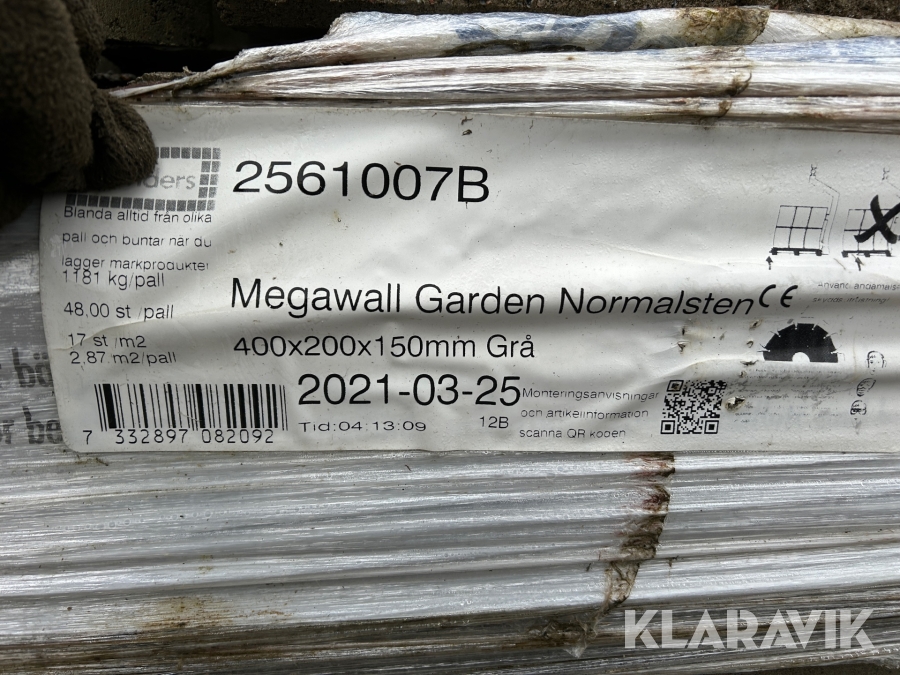 2561007B
Blanda alltid från olika
pall och buntar när du
lagger markprodukter
1181 kg/pall
48,00 st /pall
17 st /m2
2,87 m2/pall
Megawall Garden Normalsten CE
400x200x150mm Grå
2021-03-25
Tid:04:13:09
12B
Monteringsanvisningar
och artikelinformation
scanna QR koden
7 332897 082092
KLARAVIK